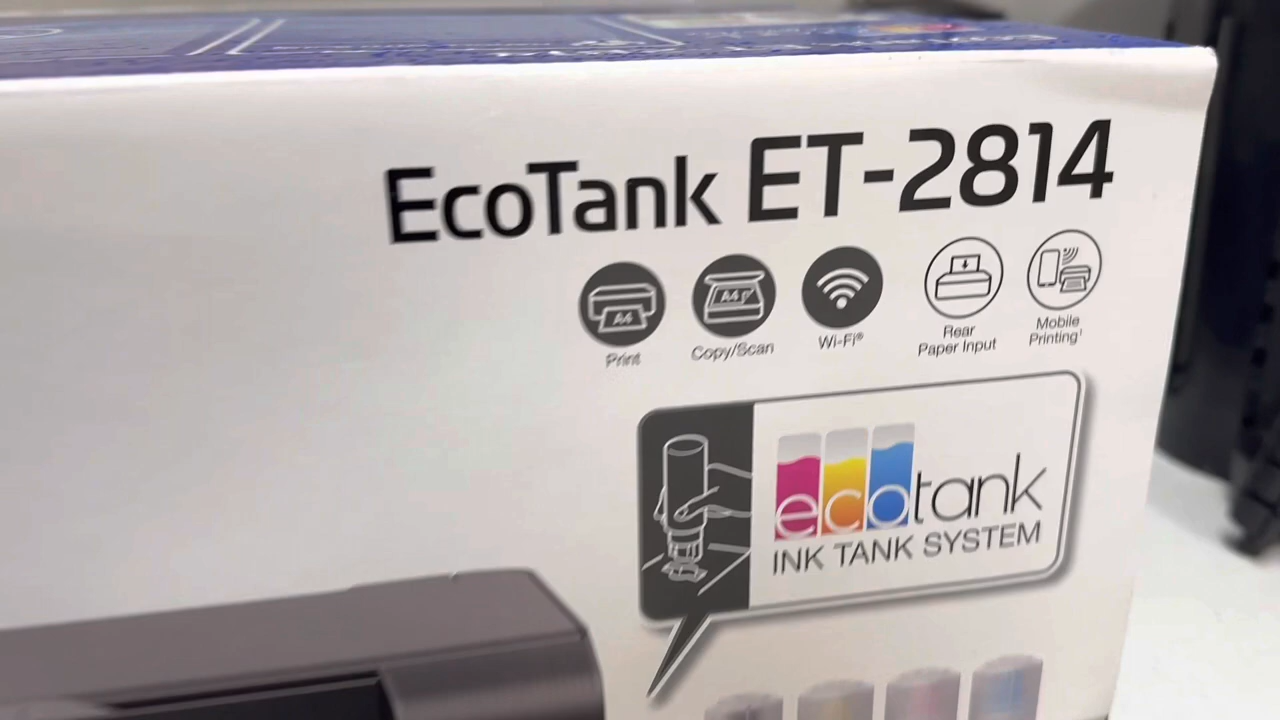 EcoTank ET-2814
A4
A4
Print
Copy/Scan
Wi-Fi®
Rear
Paper Input
Mobile
Printing¹
ecotank
INK TANK SYSTEM